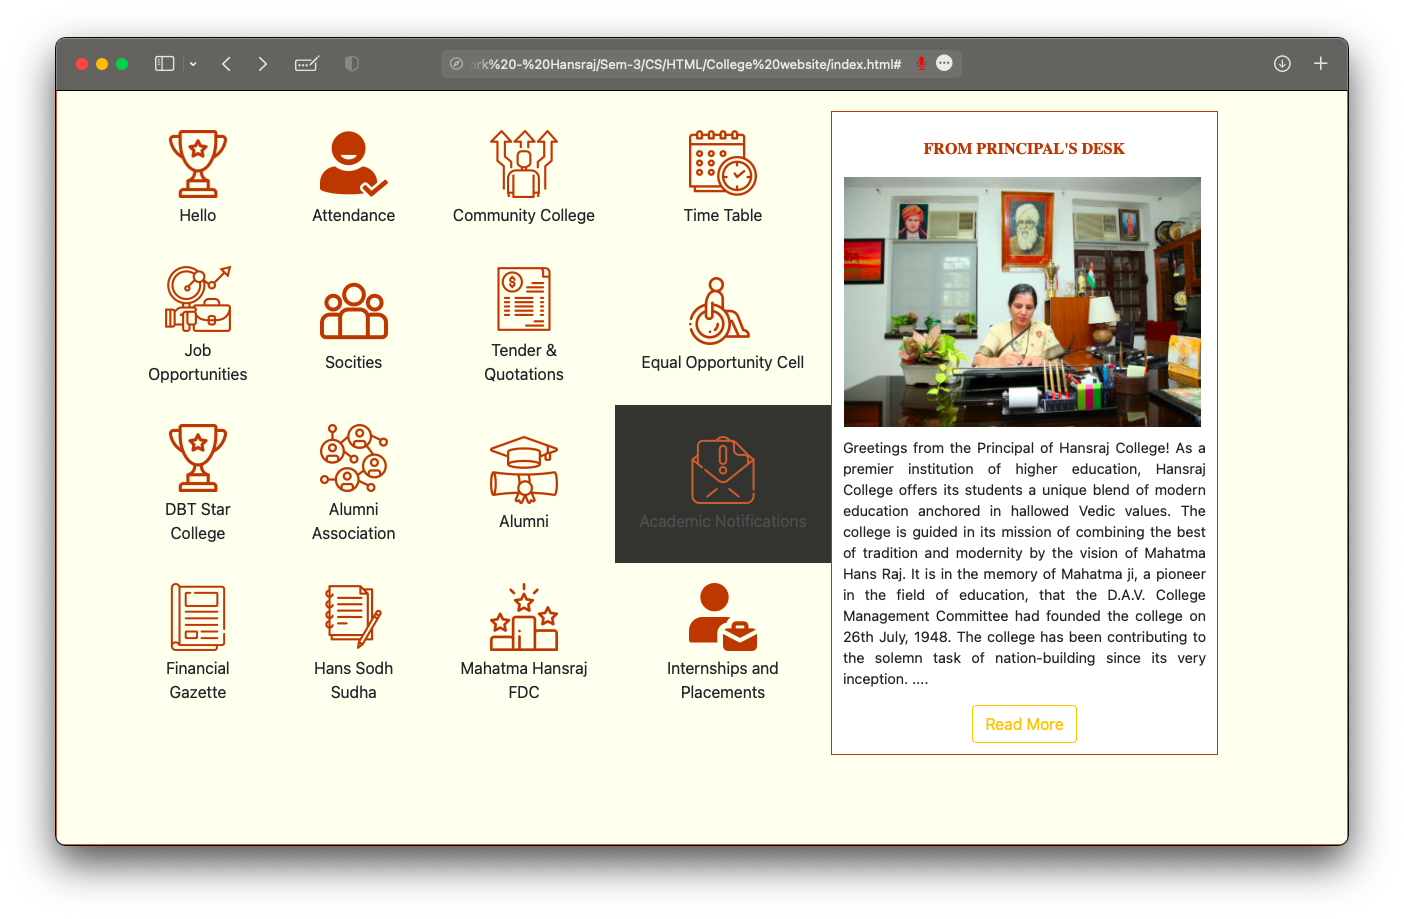 ork%20-%20Hansraj/Sem-3/CS/HTML/College%20website/index.html#
Hello
Attendance
Community College
Time Table
Job
Opportunities
Socities
Tender &
Quotations
Equal Opportunity Cell
DBT Star
College
Alumni
Association
Alumni
Academic Notifications
Financial
Gazette
Hans Sodh
Sudha
Mahatma Hansraj
FDC
Internships and
Placements
FROM PRINCIPAL'S DESK
Greetings from the Principal of Hansraj College! As a
premier institution of higher education, Hansraj
College offers its students a unique blend of modern
education anchored in hallowed Vedic values. The
college is guided in its mission of combining the best
of tradition and modernity by the vision of Mahatma
Hans Raj. It is in the memory of Mahatma ji, a pioneer
in the field of education, that the D.A.V. College
Management Committee had founded the college on
26th July, 1948. The college has been contributing to
the solemn task of nation-building since its very
inception. ....
Read More